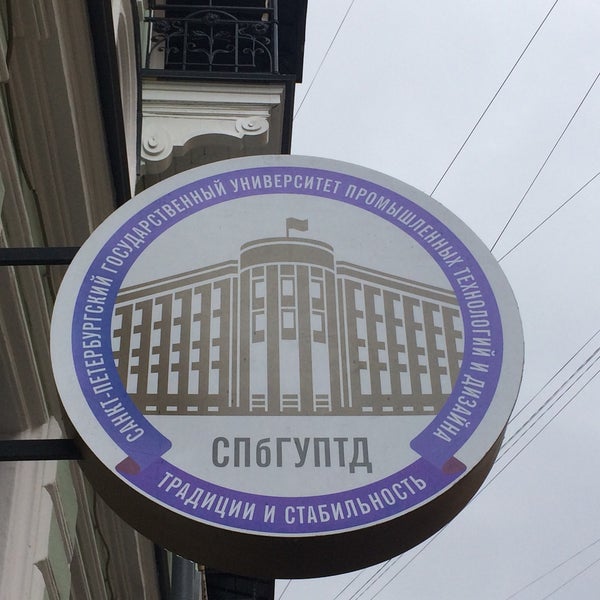 САНКТ-ПЕТЕРБУРГСКИЙ ГОСУДАРСТВЕННЫЙ УНИВЕРСИТЕТ ПРОМЫШЛЕННЫХ ТЕХНОЛОГИЙ И ДИЗАЙНА
СПбГУПТД
ТРАДИЦИИ И СТАБИЛЬНОСТЬ